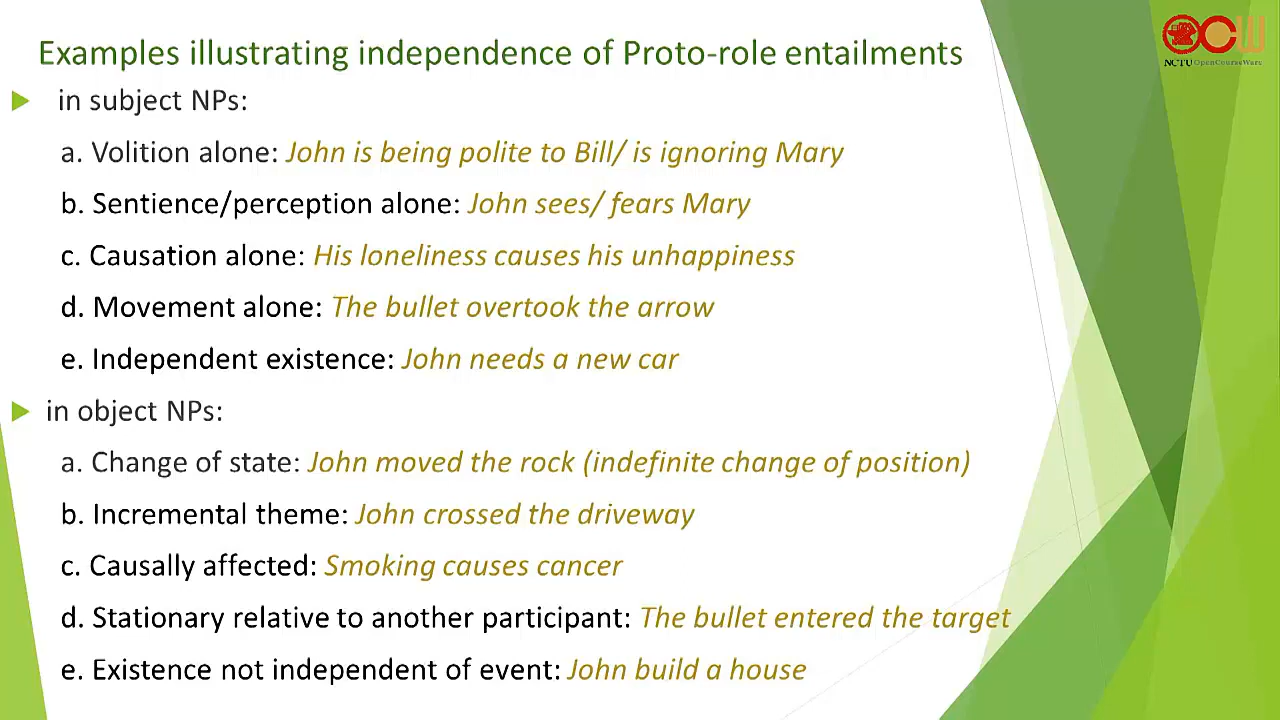 Examples illustrating independence of Proto-role entailments
OCW
NCTU OpenCourseWare
in subject NPs:
a. Volition alone: John is being polite to Bill/ is ignoring Mary
b. Sentience/perception alone: John sees/ fears Mary
c. Causation alone: His loneliness causes his unhappiness
d. Movement alone: The bullet overtook the arrow
e. Independent existence: John needs a new car
in object NPs:
a. Change of state: John moved the rock (indefinite change of position)
b. Incremental theme: John crossed the driveway
c. Causally affected: Smoking causes cancer
d. Stationary relative to another participant: The bullet entered the target
e. Existence not independent of event: John build a house